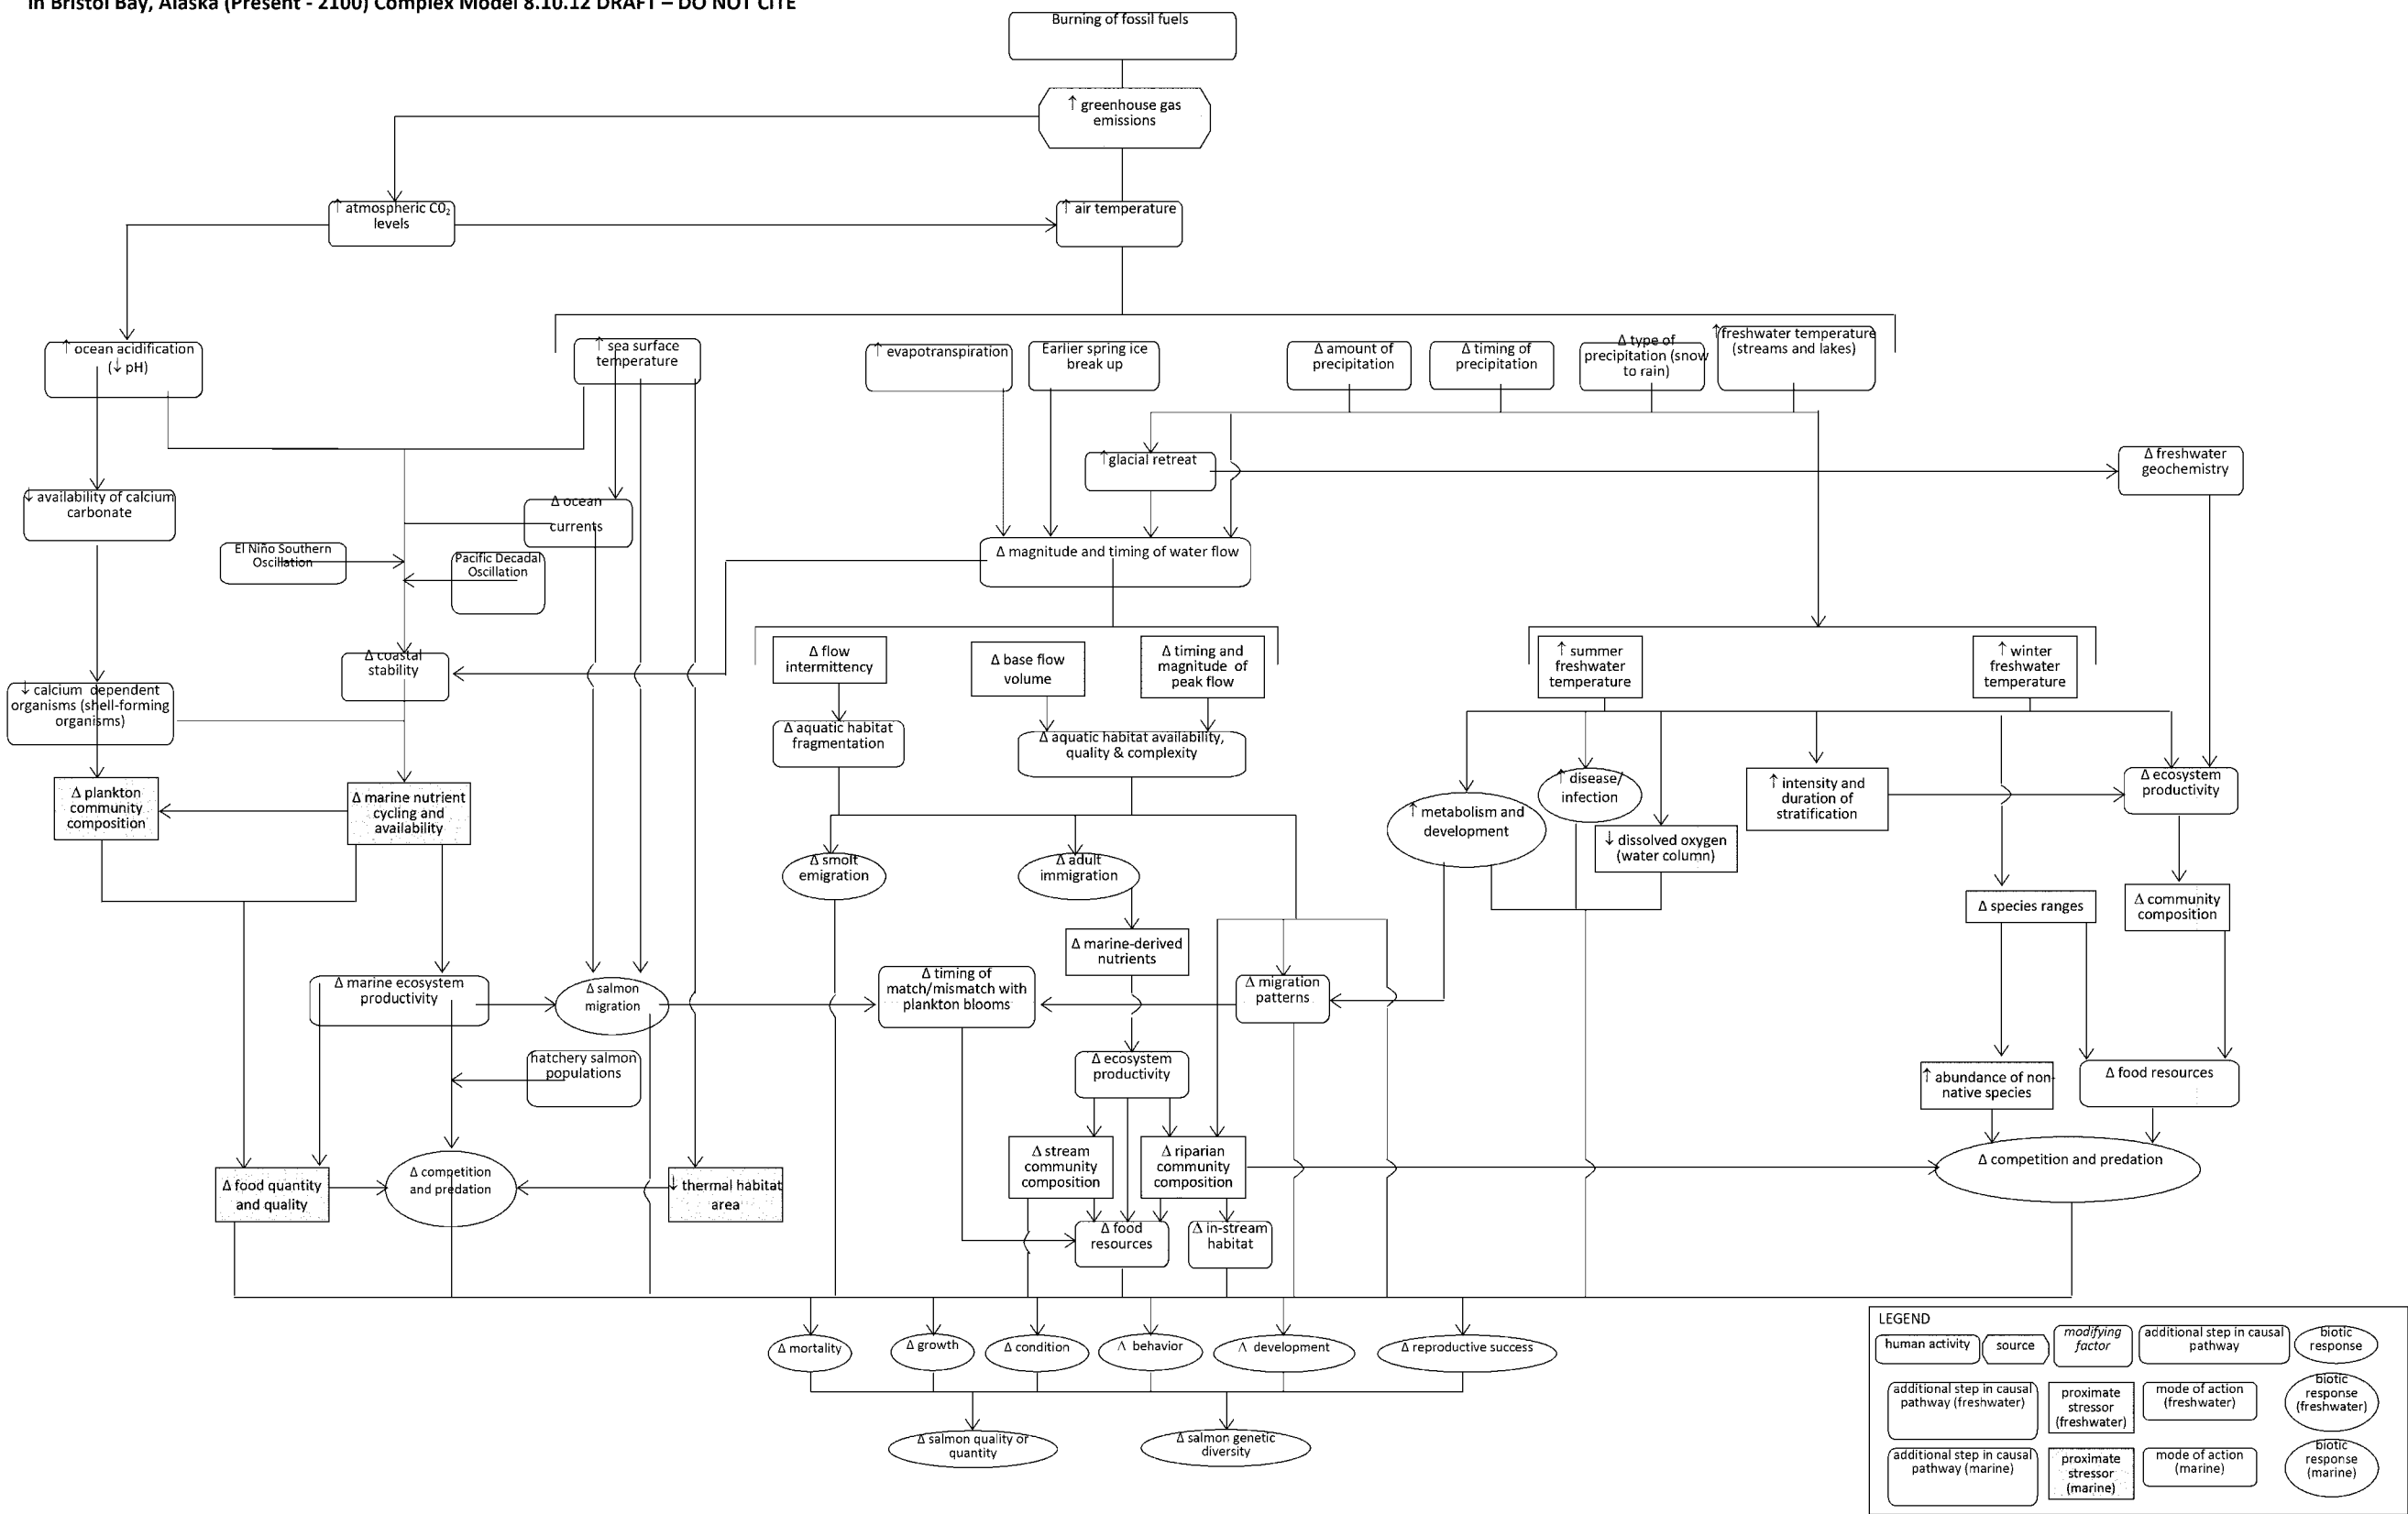 in Bristol Bay, Alaska (Present - 2100) Complex Model 8.10.12 DRAFT – DO NOT CITE
Burning of fossil fuels
↑ greenhouse gas
emissions
↑ atmospheric CO₂
levels
↑ air temperature
↑ ocean acidification
(↓ pH)
↑ sea surface
temperature
↑ evapotranspiration
Earlier spring ice
break up
Δ amount of
precipitation
Δ timing of
precipitation
Δ type of
precipitation (snow
to rain)
↑ freshwater temperature
(streams and lakes)
↑ glacial retreat
Δ freshwater
geochemistry
↓ availability of calcium
carbonate
Δ ocean
currents
El Niño Southern
Oscillation
Pacific Decadal
Oscillation
Δ magnitude and timing of water flow
Δ coastal
stability
Δ flow
intermittency
Δ base flow
volume
Δ timing and
magnitude of
peak flow
↑ summer
freshwater
temperature
↑ winter
freshwater
temperature
↓ calcium dependent
organisms (shell-forming
organisms)
Δ aquatic habitat
fragmentation
Δ aquatic habitat availability,
quality & complexity
Δ plankton
community
composition
Δ marine nutrient
cycling and
availability
↑ metabolism and
development
↑ disease/
infection
↓ dissolved oxygen
(water column)
↑ intensity and
duration of
stratification
Δ ecosystem
productivity
Δ smolt
emigration
Δ adult
immigration
Δ species ranges
Δ community
composition
Δ marine-derived
nutrients
Δ marine ecosystem
productivity
Δ salmon
migration
Δ timing of
match/mismatch with
plankton blooms
Δ migration
patterns
hatchery salmon
populations
Δ ecosystem
productivity
↑ abundance of non-
native species
Δ food resources
Δ food quantity
and quality
Δ competition
and predation
↓ thermal habitat
area
Δ stream
community
composition
Δ riparian
community
composition
Δ competition and predation
Δ food
resources
Δ in-stream
habitat
Δ mortality
Δ growth
Δ condition
Δ behavior
Δ development
Δ reproductive success
Δ salmon quality or
quantity
Δ salmon genetic
diversity
LEGEND
human activity
source
modifying
factor
additional step in causal
pathway
biotic
response
additional step in causal
pathway (freshwater)
proximate
stressor
(freshwater)
mode of action
(freshwater)
biotic
response
(freshwater)
additional step in causal
pathway (marine)
proximate
stressor
(marine)
mode of action
(marine)
biotic
response
(marine)